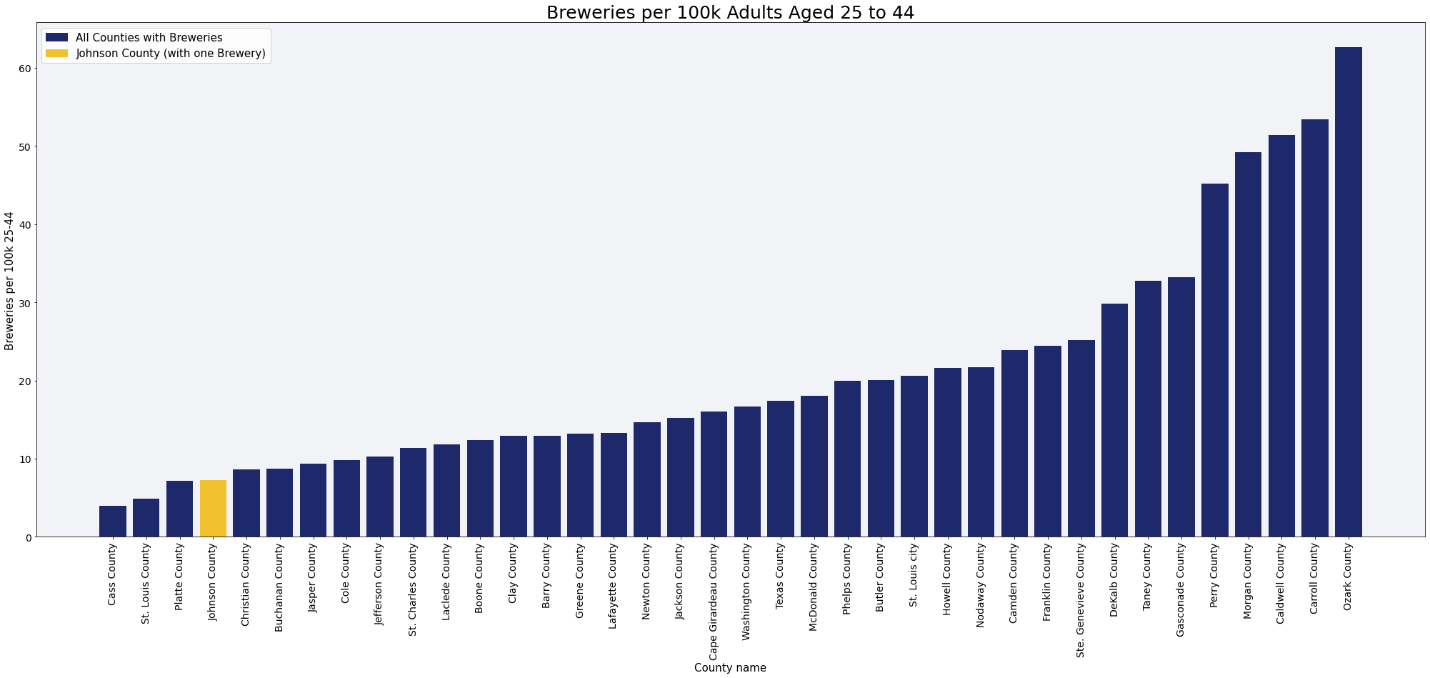 Breweries per 100k Adults Aged 25 to 44
All Counties with Breweries
Johnson County (with one Brewery)
Breweries per 100k 25-44
60
50
40
30
20
10
0
Cass County
St. Louis County
Platte County
Johnson County
Christian County
Buchanan County
Jasper County
Cole County
Jefferson County
St. Charles County
Laclede County
Boone County
Clay County
Barry County
Greene County
Lafayette County
Newton County
Jackson County
Cape Girardeau County
Washington County
Texas County
McDonald County
Phelps County
Butler County
St. Louis city
Howell County
Nodaway County
Camden County
Franklin County
Ste. Genevieve County
DeKalb County
Taney County
Gasconade County
Perry County
Morgan County
Caldwell County
Carroll County
Ozark County
County name